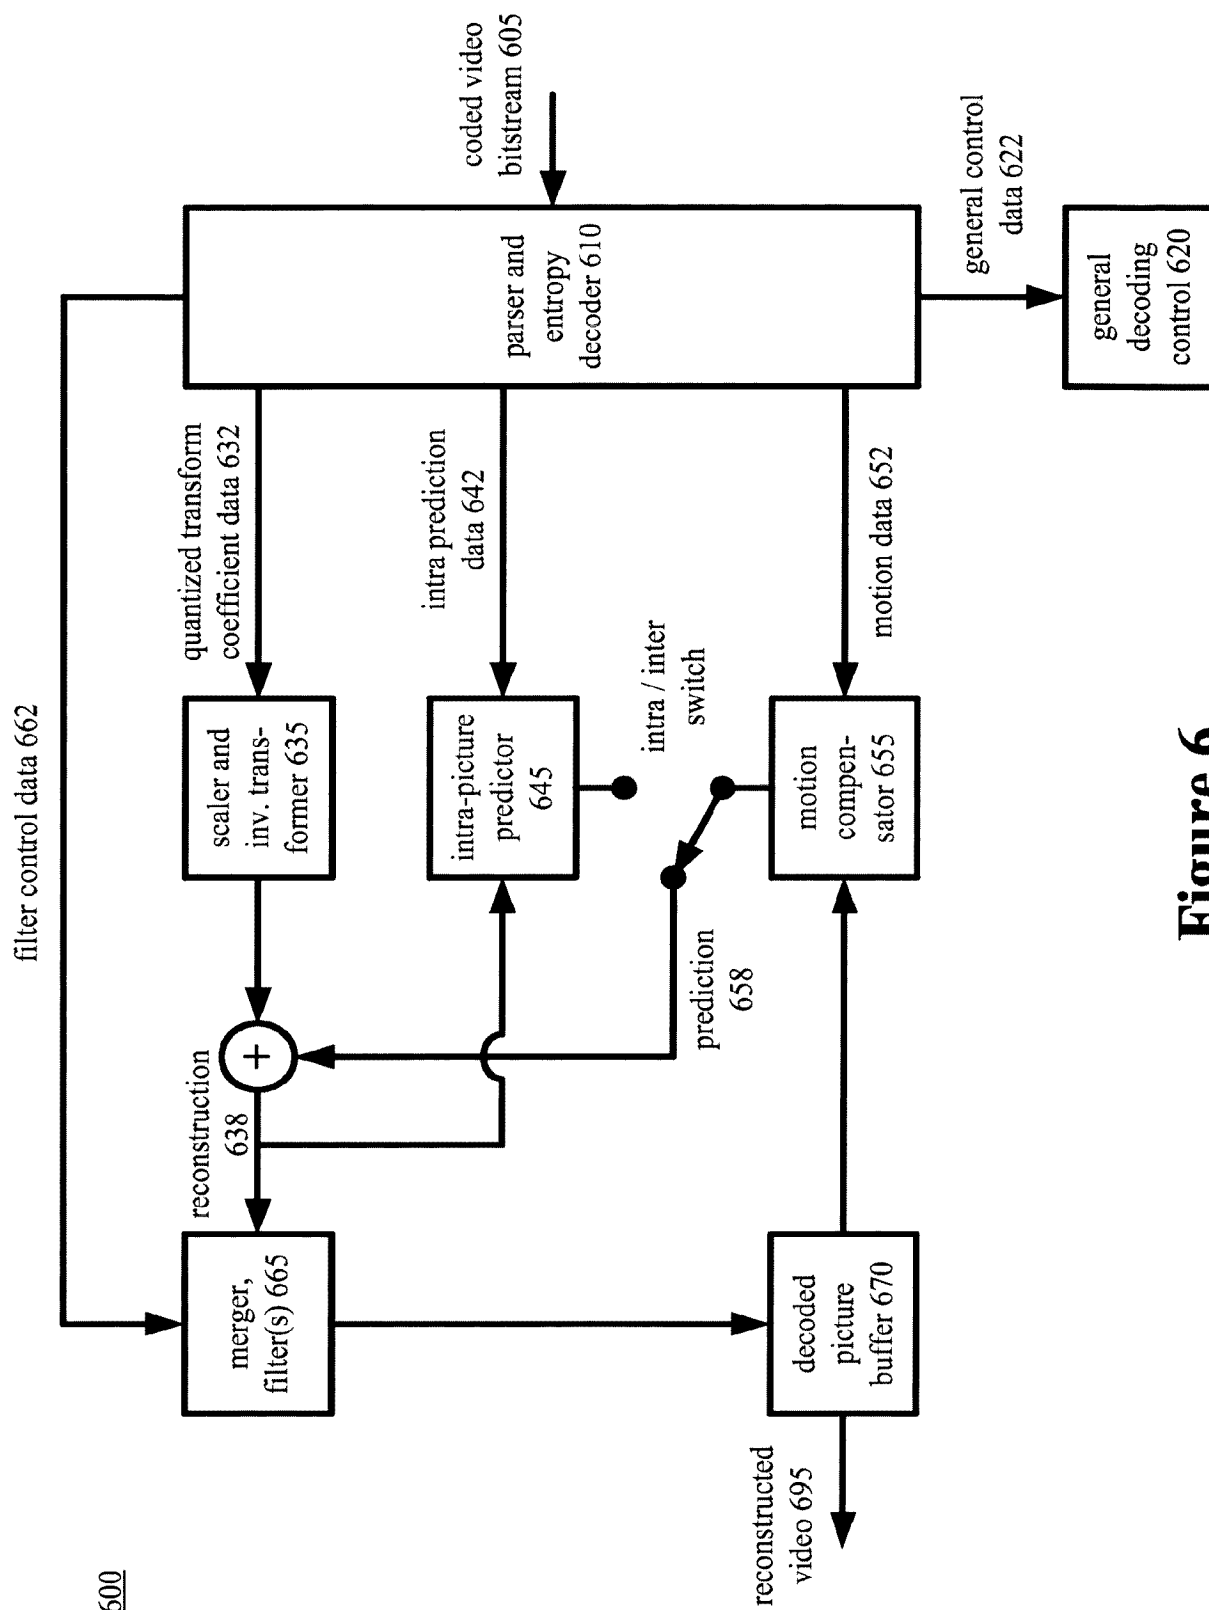 600
coded video
bitstream 605
filter control data 662
parser and
entropy
decoder 610
general control
data 622
general
decoding
control 620
quantized transform
coefficient data 632
intra prediction
data 642
motion data 652
scaler and
inv. trans-
former 635
intra-picture
predictor
645
intra / inter
switch
motion
compen-
sator 655
reconstruction
638
+
prediction
658
merger,
filter(s) 665
decoded
picture
buffer 670
reconstructed
video 695
Figure 6